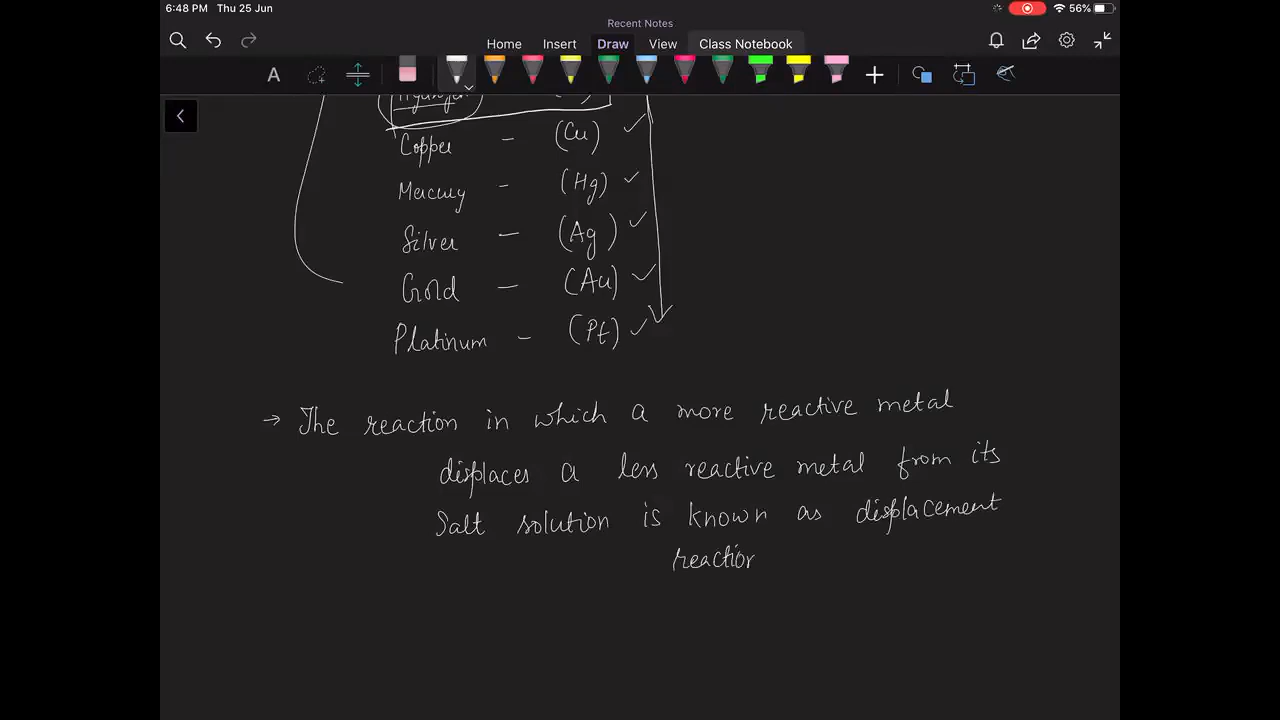 6:48 PM Thu 25 Jun
56%
Recent Notes
Home Insert Draw View Class Notebook
A
Hydrogen
Copper - (Cu) ✓
Mercury - (Hg) ✓
Silver - (Ag) ✓
Gold - (Au) ✓
Platinum - (Pt) ✓
→ The reaction in which a more reactive metal
displaces a less reactive metal from its
Salt solution is known as displacement
reaction